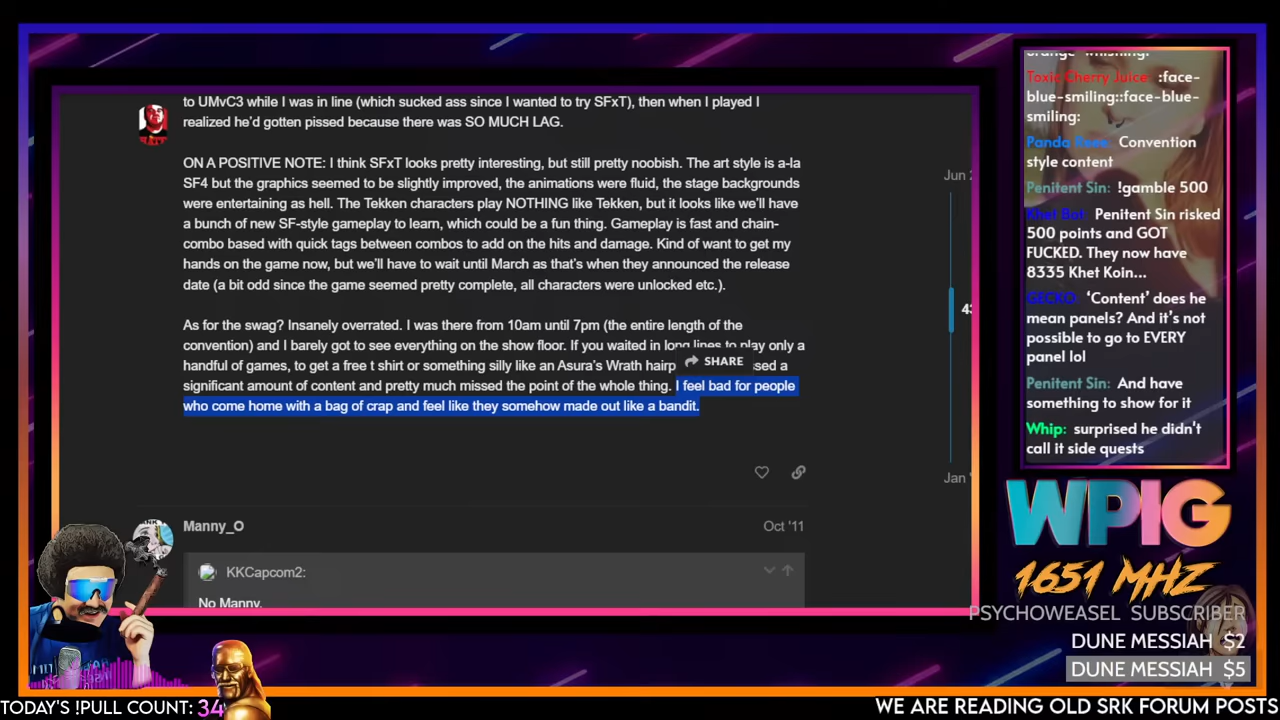 to UMvC3 while I was in line (which sucked ass since I wanted to try SFxT), then when I played I
realized he'd gotten pissed because there was SO MUCH LAG.
ON A POSITIVE NOTE: I think SFxT looks pretty interesting, but still pretty noobish. The art style is a-la
SF4 but the graphics seemed to be slightly improved, the animations were fluid, the stage backgrounds
were entertaining as hell. The Tekken characters play NOTHING like Tekken, but it looks like we'll have
a bunch of new SF-style gameplay to learn, which could be a fun thing. Gameplay is fast and chain-
combo based with quick tags between combos to add on the hits and damage. Kind of want to get my
hands on the game now, but we'll have to wait until March as that's when they announced the release
date (a bit odd since the game seemed pretty complete, all characters were unlocked etc.).
As for the swag? Insanely overrated. I was there from 10am until 7pm (the entire length of the
convention) and I barely got to see everything on the show floor. If you waited in long lines to play only a
handful of games, to get a free t shirt or something silly like an Asura's Wrath hairp
SHARE
sed a
significant amount of content and pretty much missed the point of the whole thing. I feel bad for people
who come home with a bag of crap and feel like they somehow made out like a bandit.
Jun 2
43
Jan '
Manny_O
Oct '11
KKCapcom2:
No Manny.
Toxic Cherry Juice: :face-
blue-smiling::face-blue-
smiling:
Panda Convention
style content
Penitent Sin: !gamble 500
Khet Bot: Penitent Sin risked
500 points and GOT
FUCKED. They now have
8335 Khet Koin...
GECKO: ‘Content’ does he
mean panels? And it’s not
possible to go to EVERY
panel lol
Penitent Sin: And have
something to show for it
Whip: surprised he didn't
call it side quests
WPIG
1651 MHZ
PSYCHOWEASEL SUBSCRIBER
DUNE MESSIAH $2
DUNE MESSIAH $5
TODAY'S !PULL COUNT: 34
WE ARE READING OLD SRK FORUM POSTS